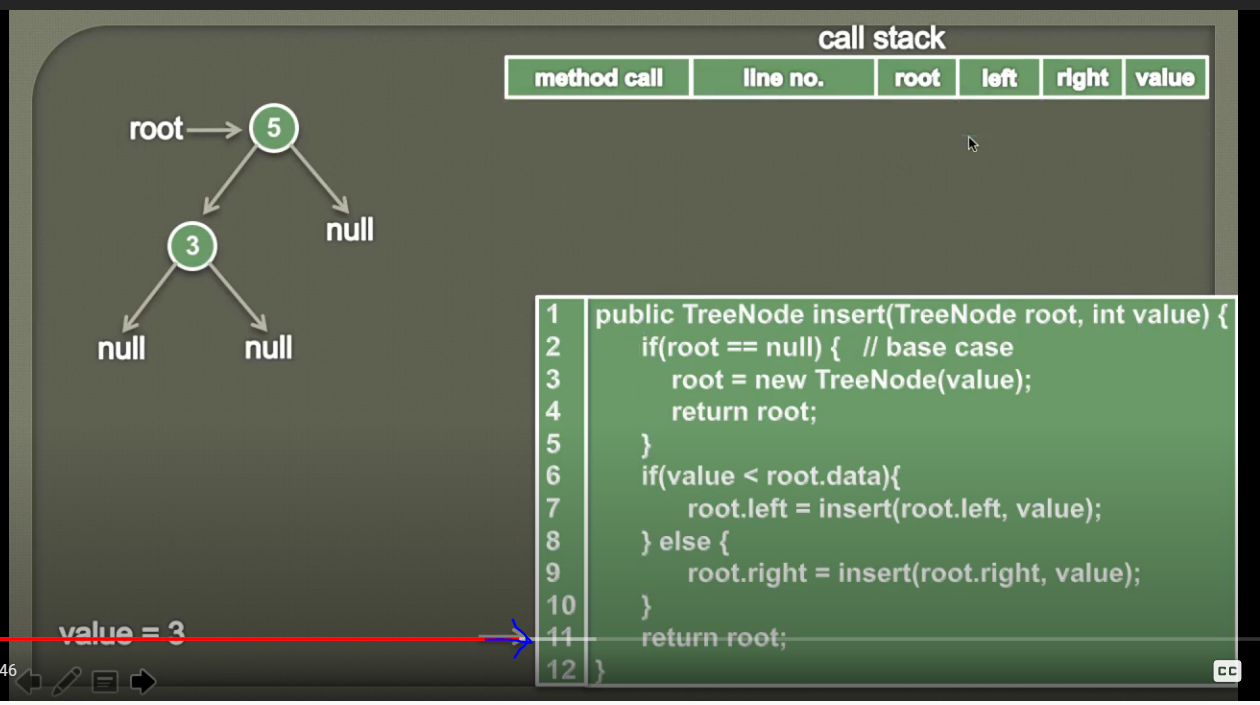 call stack
method call line no. root left right value
root 5
3 null
null null
1 public TreeNode insert(TreeNode root, int value) {
2 if(root == null) { // base case
3 root = new TreeNode(value);
4 return root;
5 }
6 if(value < root.data){
7 root.left = insert(root.left, value);
8 } else {
9 root.right = insert(root.right, value);
10 }
value = 3 11 return root;
12 }
46
CC